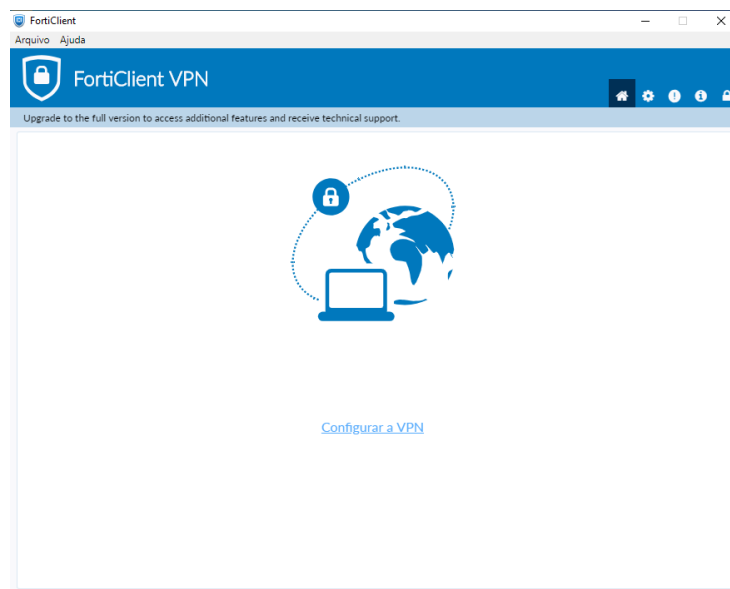 FortiClient
Arquivo Ajuda
FortiClient VPN
Upgrade to the full version to access additional features and receive technical support.
Configurar a VPN